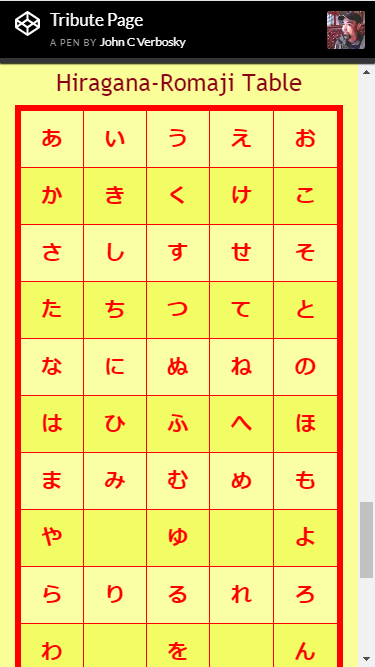 Tribute Page
A PEN BY John C Verbosky
Hiragana-Romaji Table
あ い う え お
か き く け こ
さ し す せ そ
た ち つ て と
な に ぬ ね の
は ひ ふ へ ほ
ま み む め も
や ゆ よ
ら り る れ ろ
わ を ん